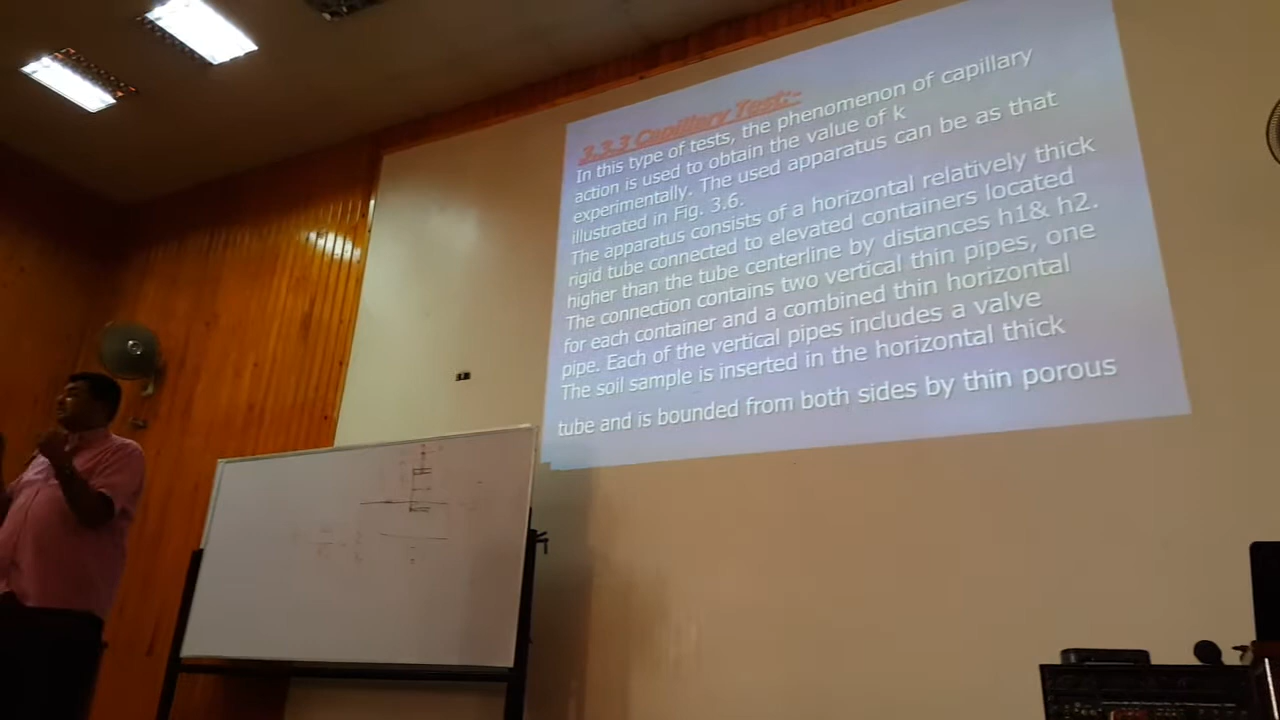 3.3.3 Capillary Test:-
In this type of tests, the phenomenon of capillary
action is used to obtain the value of k
experimentally. The used apparatus can be as that
illustrated in Fig. 3.6.
The apparatus consists of a horizontal relatively thick
rigid tube connected to elevated containers located
higher than the tube centerline by distances h1& h2.
The connection contains two vertical thin pipes, one
for each container and a combined thin horizontal
pipe. Each of the vertical pipes includes a valve
The soil sample is inserted in the horizontal thick
tube and is bounded from both sides by thin porous